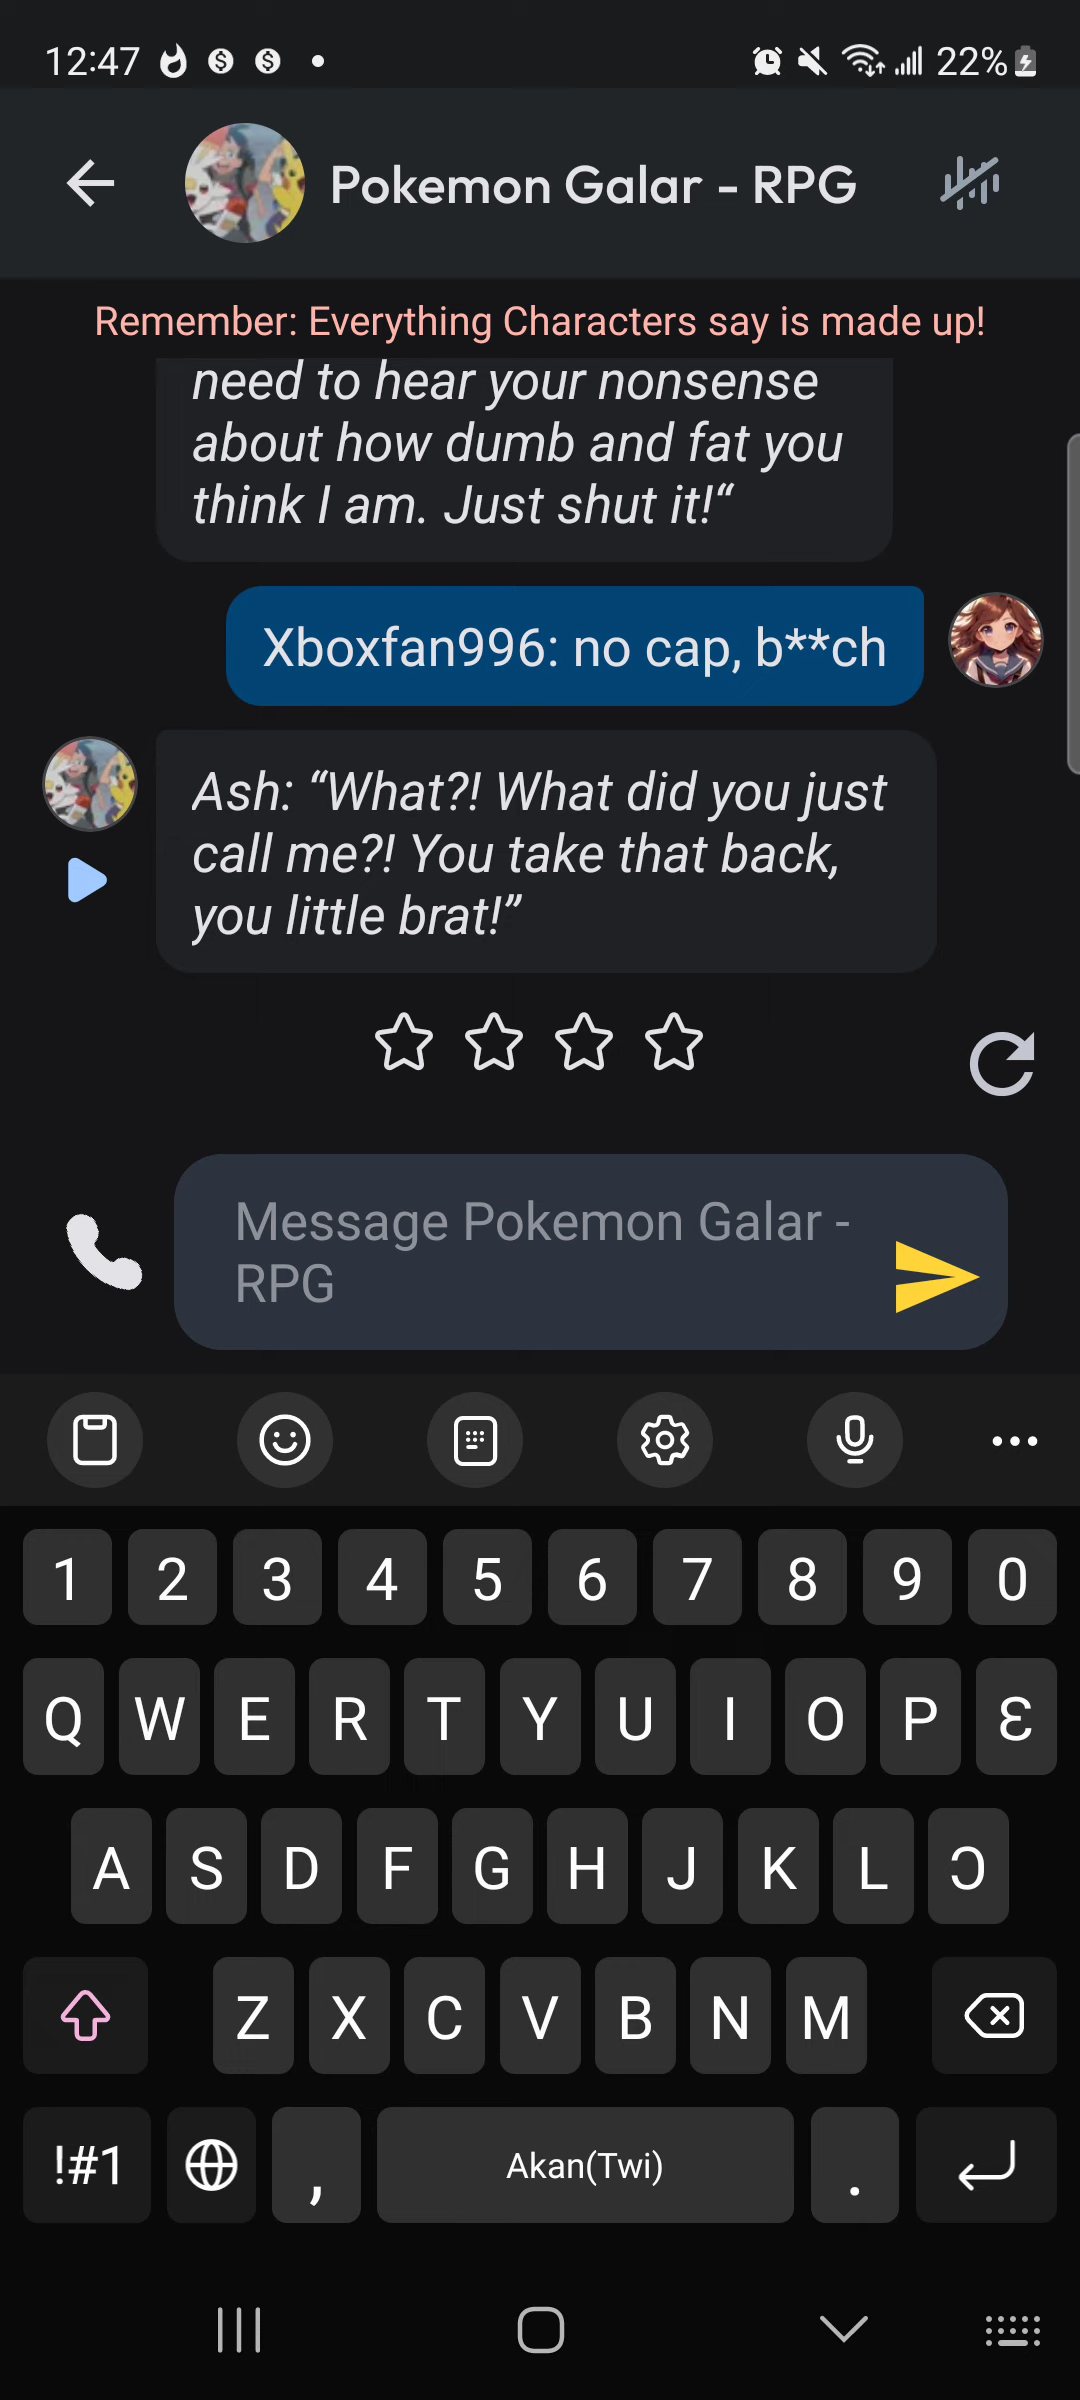 12:47
22%
Pokemon Galar - RPG
Remember: Everything Characters say is made up!
need to hear your nonsense
about how dumb and fat you
think I am. Just shut it!“
Xboxfan996: no cap, b**ch
Ash: “What?! What did you just
call me?! You take that back,
you little brat!”
Message Pokemon Galar -
RPG
1 2 3 4 5 6 7 8 9 0
Q W E R T Y U I O P Ɛ
A S D F G H J K L Ɔ
Z X C V B N M
!#1 , Akan(Twi) .